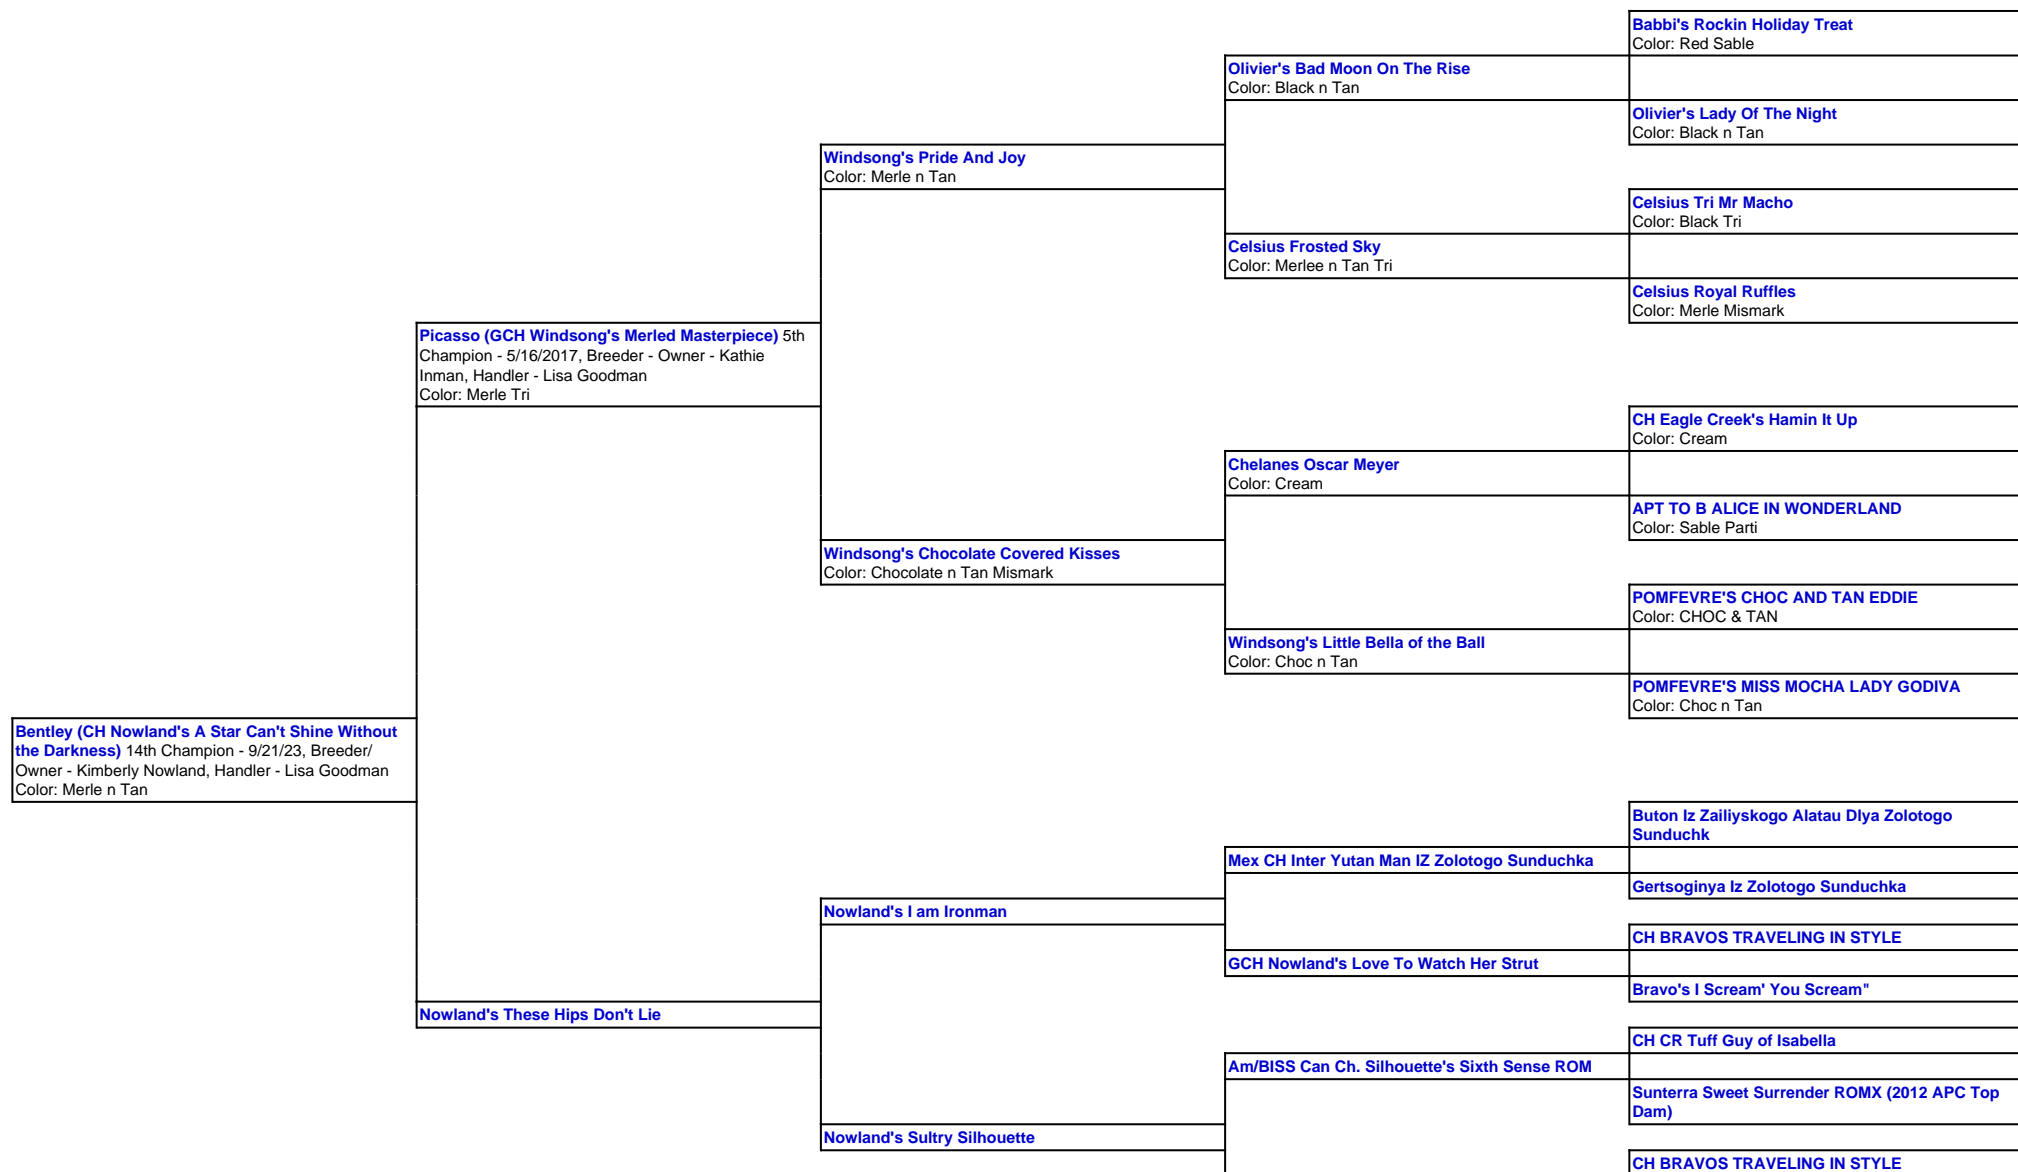 Babbi's Rockin Holiday Treat
Color: Red Sable
Olivier's Bad Moon On The Rise
Color: Black n Tan
Olivier's Lady Of The Night
Color: Black n Tan
Windsong's Pride And Joy
Color: Merle n Tan
Celsius Tri Mr Macho
Color: Black Tri
Celsius Frosted Sky
Color: Merlee n Tan Tri
Celsius Royal Ruffles
Color: Merle Mismark
Picasso (GCH Windsong's Merled Masterpiece) 5th
Champion - 5/16/2017, Breeder - Owner - Kathie
Inman, Handler - Lisa Goodman
Color: Merle Tri
CH Eagle Creek's Hamin It Up
Color: Cream
Chelanes Oscar Meyer
Color: Cream
APT TO B ALICE IN WONDERLAND
Color: Sable Parti
Windsong's Chocolate Covered Kisses
Color: Chocolate n Tan Mismark
POMFEVRE'S CHOC AND TAN EDDIE
Color: CHOC & TAN
Windsong's Little Bella of the Ball
Color: Choc n Tan
POMFEVRE'S MISS MOCHA LADY GODIVA
Color: Choc n Tan
Bentley (CH Nowland's A Star Can't Shine Without
the Darkness) 14th Champion - 9/21/23, Breeder/
Owner - Kimberly Nowland, Handler - Lisa Goodman
Color: Merle n Tan
Buton Iz Zailiyskogo Alatau Dlya Zolotogo
Sunduchk
Mex CH Inter Yutan Man IZ Zolotogo Sunduchka
Gertsoginya Iz Zolotogo Sunduchka
Nowland's I am Ironman
CH BRAVOS TRAVELING IN STYLE
GCH Nowland's Love To Watch Her Strut
Bravo's I Scream' You Scream"
Nowland's These Hips Don't Lie
CH CR Tuff Guy of Isabella
Am/BISS Can Ch. Silhouette's Sixth Sense ROM
Sunterra Sweet Surrender ROMX (2012 APC Top
Dam)
Nowland's Sultry Silhouette
CH BRAVOS TRAVELING IN STYLE